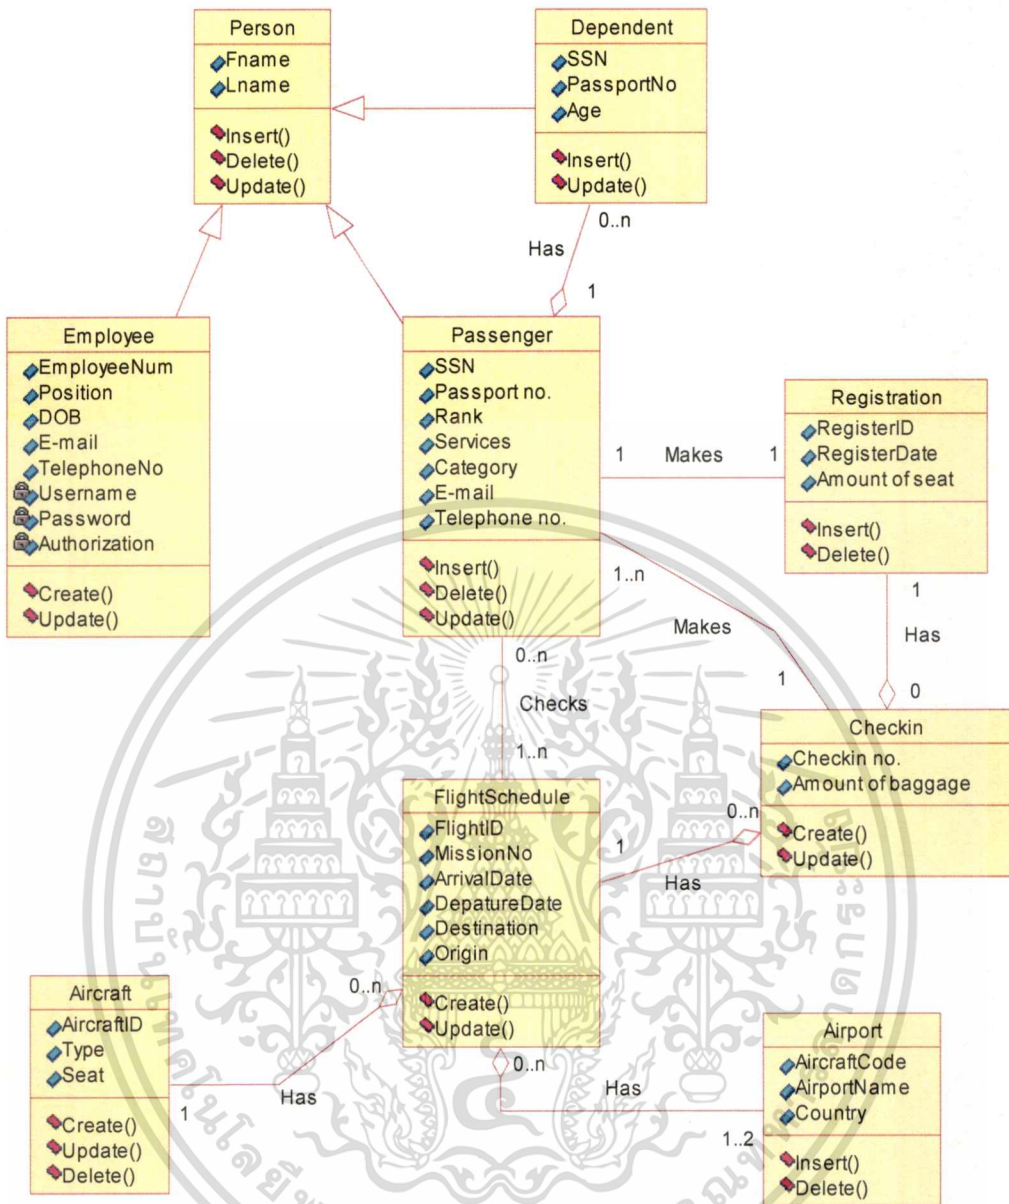 Person
Fname
Lname
Insert()
Delete()
Update()
Dependent
SSN
PassportNo
Age
Insert()
Update()
0..n
Has
1
Employee
EmployeeNum
Position
DOB
E-mail
TelephoneNo
Username
Password
Authorization
Create()
Update()
Passenger
SSN
Passport no.
Rank
Services
Category
E-mail
Telephone no.
Insert()
Delete()
Update()
1 Makes 1
Registration
RegisterID
RegisterDate
Amount of seat
Insert()
Delete()
1..n
Makes
1
1
Has
0
0..n
Checks
1..n
Checkin
Checkin no.
Amount of baggage
Create()
Update()
0..n
1
Has
FlightSchedule
FlightID
MissionNo
ArrivalDate
DepatureDate
Destination
Origin
Create()
Update()
0..n
Has
1
Aircraft
AircraftID
Type
Seat
Create()
Update()
Delete()
0..n
Has
1..2
Airport
AircraftCode
AirportName
Country
Insert()
Delete()